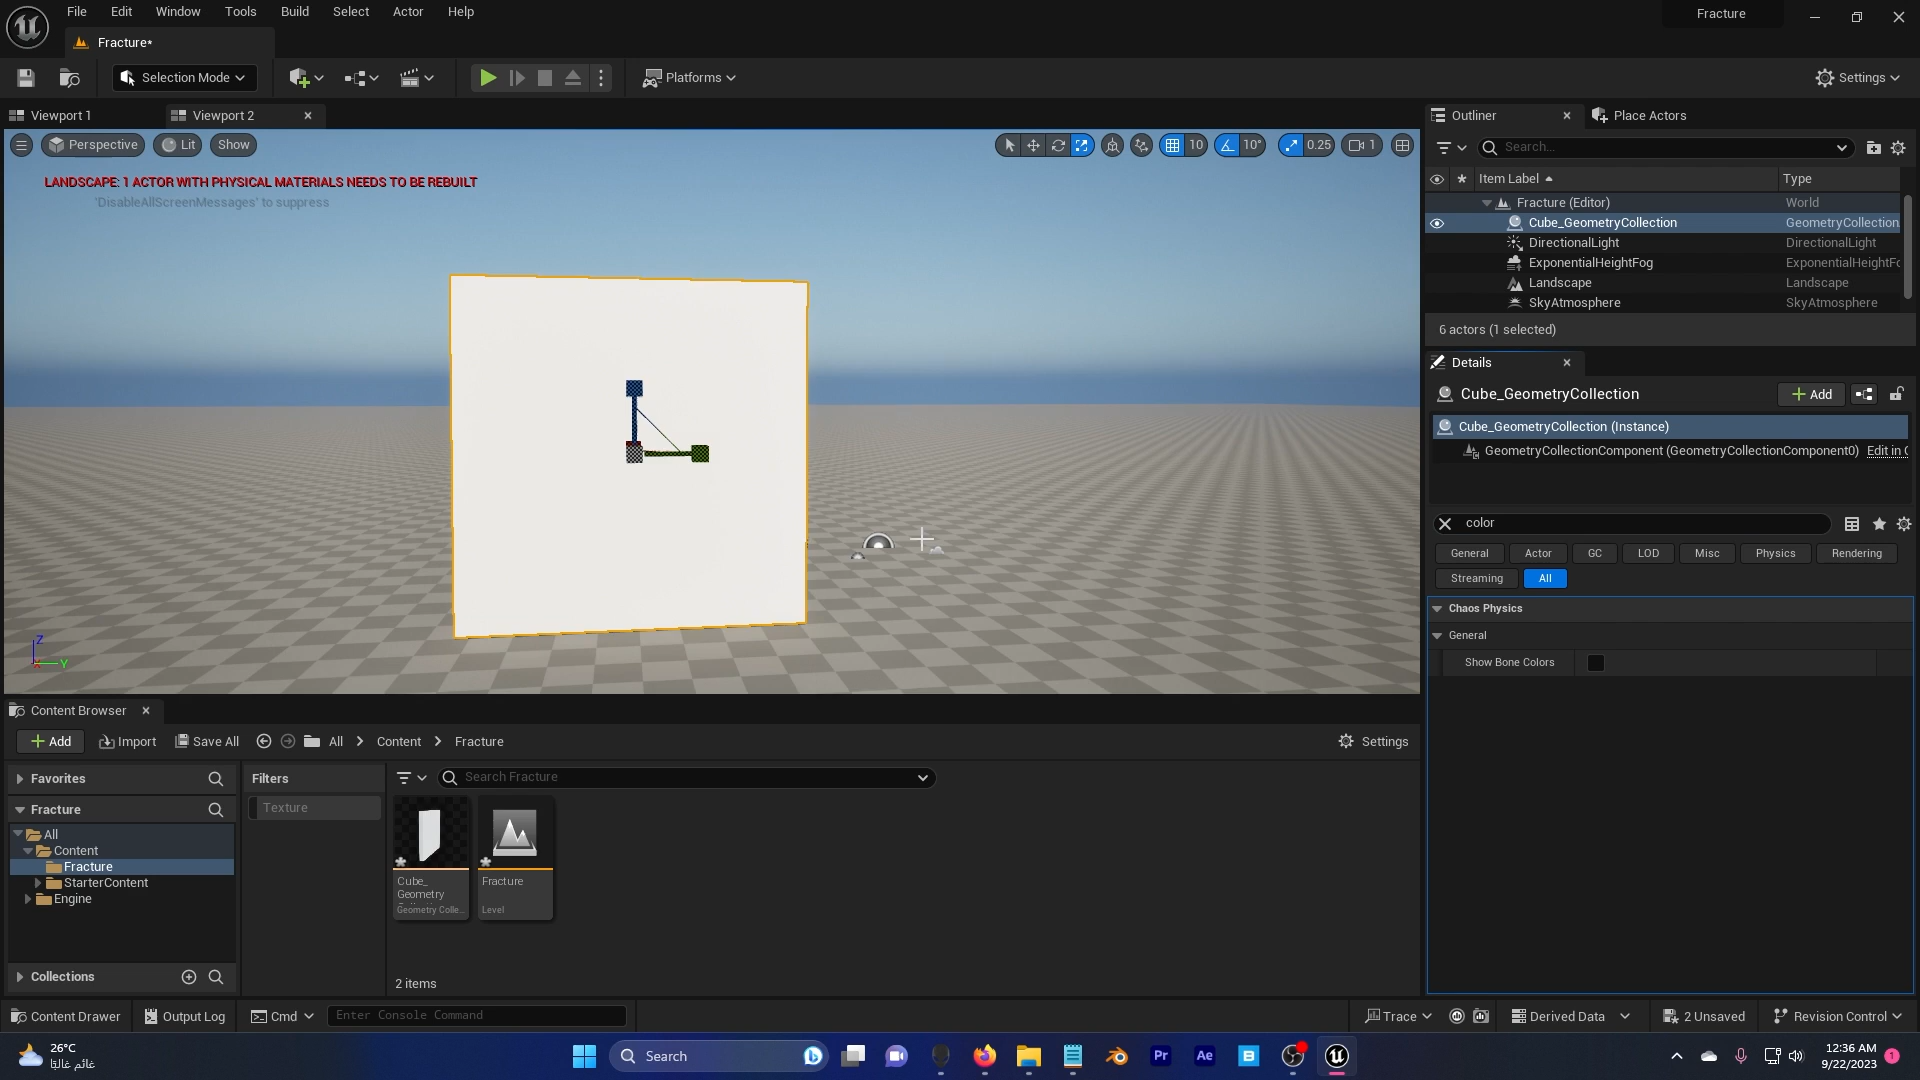 File Edit Window Tools Build Select Actor Help
Fracture
Fracture*
Selection Mode
Platforms
Settings
Viewport 1
Viewport 2
Perspective
Lit
Show
10
10°
0.25
1
LANDSCAPE: 1 ACTOR WITH PHYSICAL MATERIALS NEEDS TO BE REBUILT
'DisableAllScreenMessages' to suppress
Z
X
Y
Outliner
Place Actors
Search...
Item Label
Type
Fracture (Editor)
World
Cube_GeometryCollection
GeometryCollection
DirectionalLight
DirectionalLight
ExponentialHeightFog
ExponentialHeightFo
Landscape
Landscape
SkyAtmosphere
SkyAtmosphere
6 actors (1 selected)
Details
Cube_GeometryCollection
Add
Cube_GeometryCollection (Instance)
GeometryCollectionComponent (GeometryCollectionComponent0)
Edit in C
color
General
Actor
GC
LOD
Misc
Physics
Rendering
Streaming
All
Chaos Physics
General
Show Bone Colors
Content Browser
Add
Import
Save All
All
Content
Fracture
Settings
Favorites
Fracture
All
Content
Fracture
StarterContent
Engine
Collections
Filters
Texture
Search Fracture
Cube_
Geometry
Geometry Colle...
Fracture
Level
2 items
Content Drawer
Output Log
Cmd
Enter Console Command
Trace
Derived Data
2 Unsaved
Revision Control
26°C
غائم غالبًا
Search
Pr
Ae
B
12:36 AM
9/22/2023
1